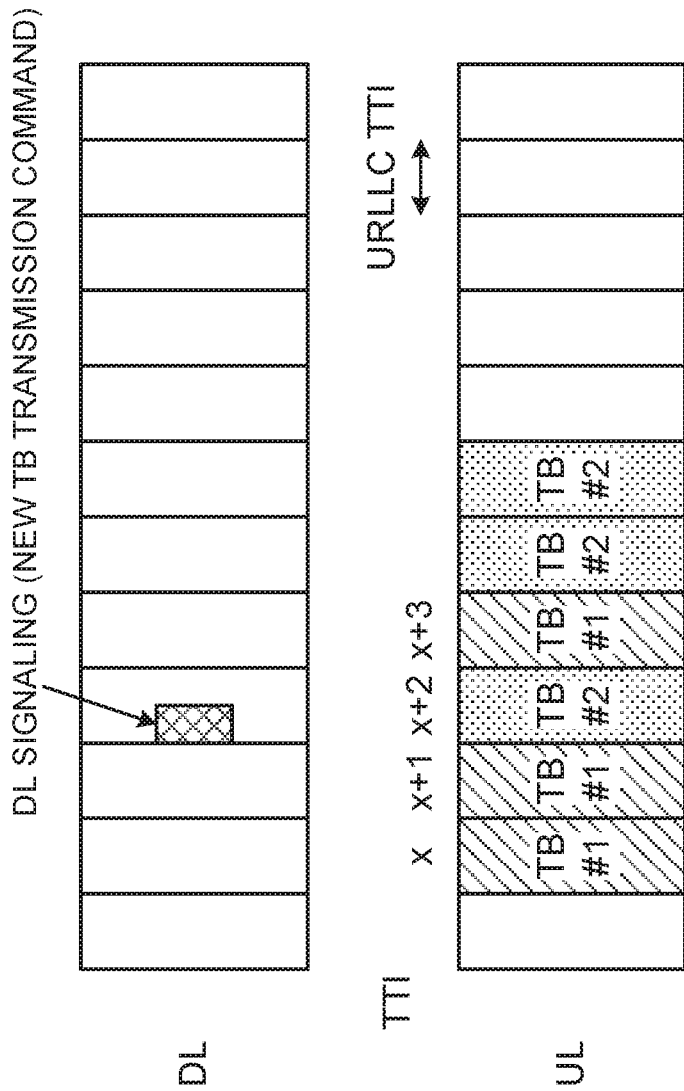 DL SIGNALING (NEW TB TRANSMISSION COMMAND)
DL
TTI
x x+1 x+2 x+3
URLLC TTI
UL
TB #1
TB #1
TB #2
TB #1
TB #2
TB #2